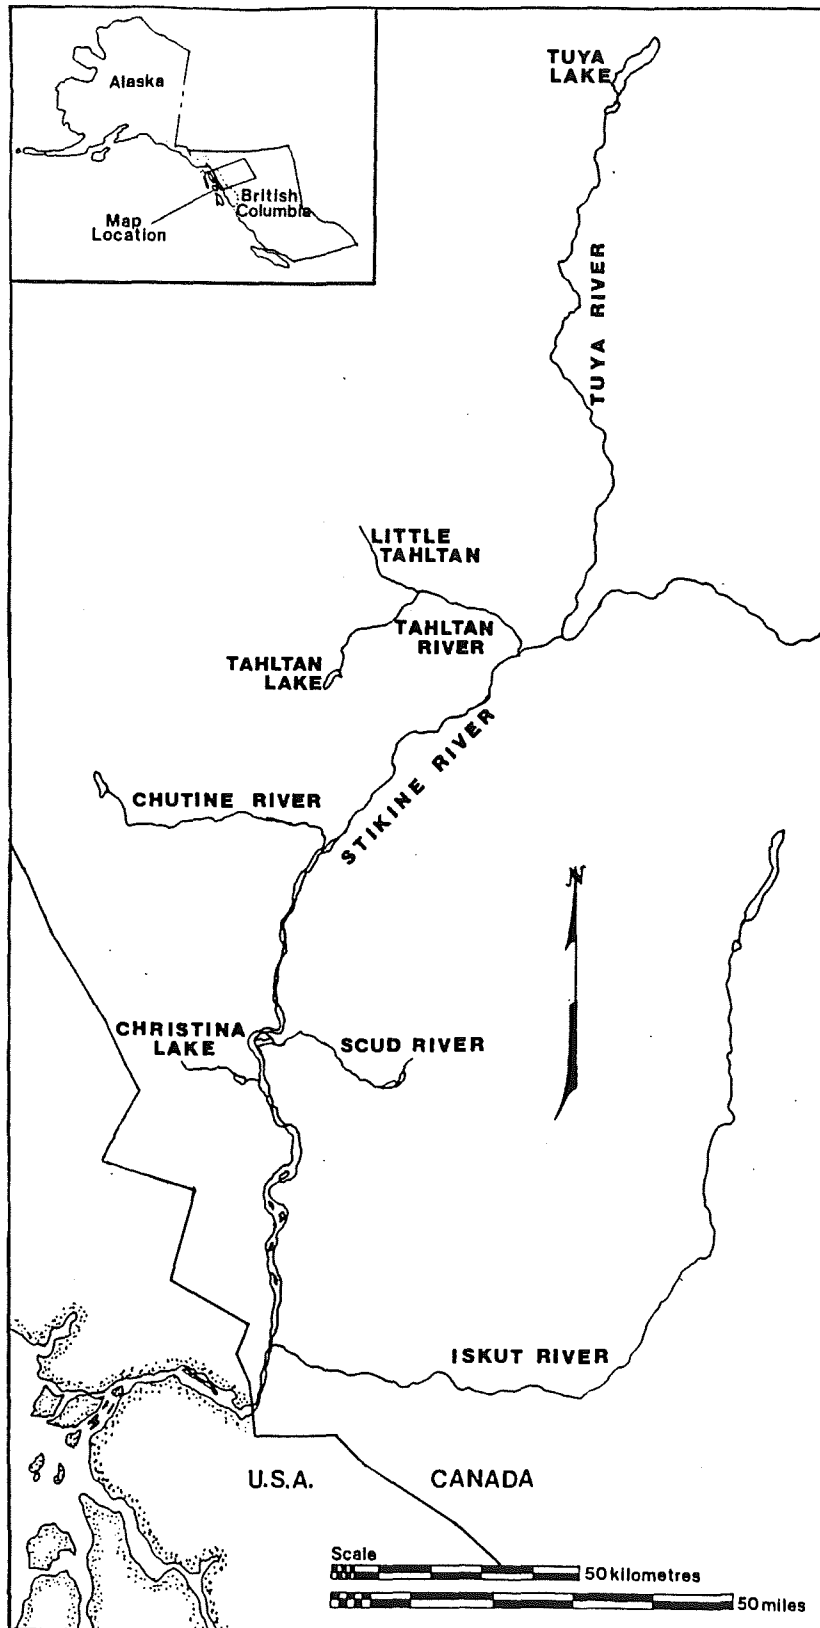 Alaska
British
Columbia
Map
Location
TUYA
LAKE
TUYA RIVER
LITTLE
TAHLTAN
TAHLTAN
RIVER
TAHLTAN
LAKE
STIKINE RIVER
CHUTINE RIVER
N
CHRISTINA
LAKE
SCUD RIVER
ISKUT RIVER
U.S.A.
CANADA
Scale
50 kilometres
50 miles